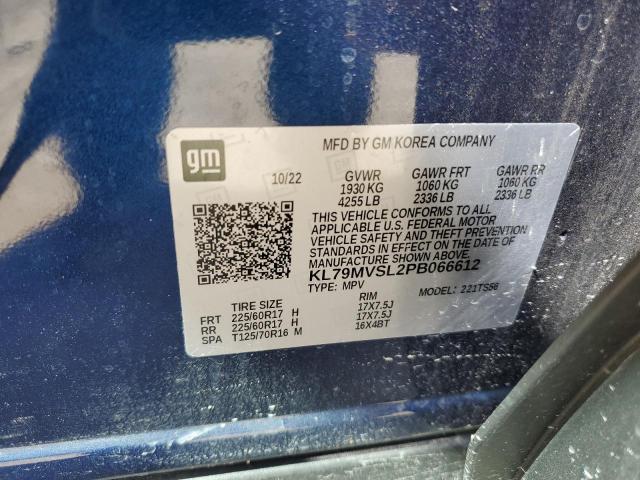 gm
MFD BY GM KOREA COMPANY
10/22 GVWR GAWR FRT GAWR RR
1930 KG 1060 KG 1060 KG
4255 LB 2336 LB 2336 LB
THIS VEHICLE CONFORMS TO ALL
APPLICABLE U.S. FEDERAL MOTOR
VEHICLE SAFETY AND THEFT PREVENTION
STANDARDS IN EFFECT ON THE DATE OF
MANUFACTURE SHOWN ABOVE.
KL79MVSL2PB066612
TYPE: MPV MODEL: 221TS56
TIRE SIZE RIM
FRT 225/60R17 H 17X7.5J
RR 225/60R17 H 17X7.5J
SPA T125/70R16 M 16X4BT